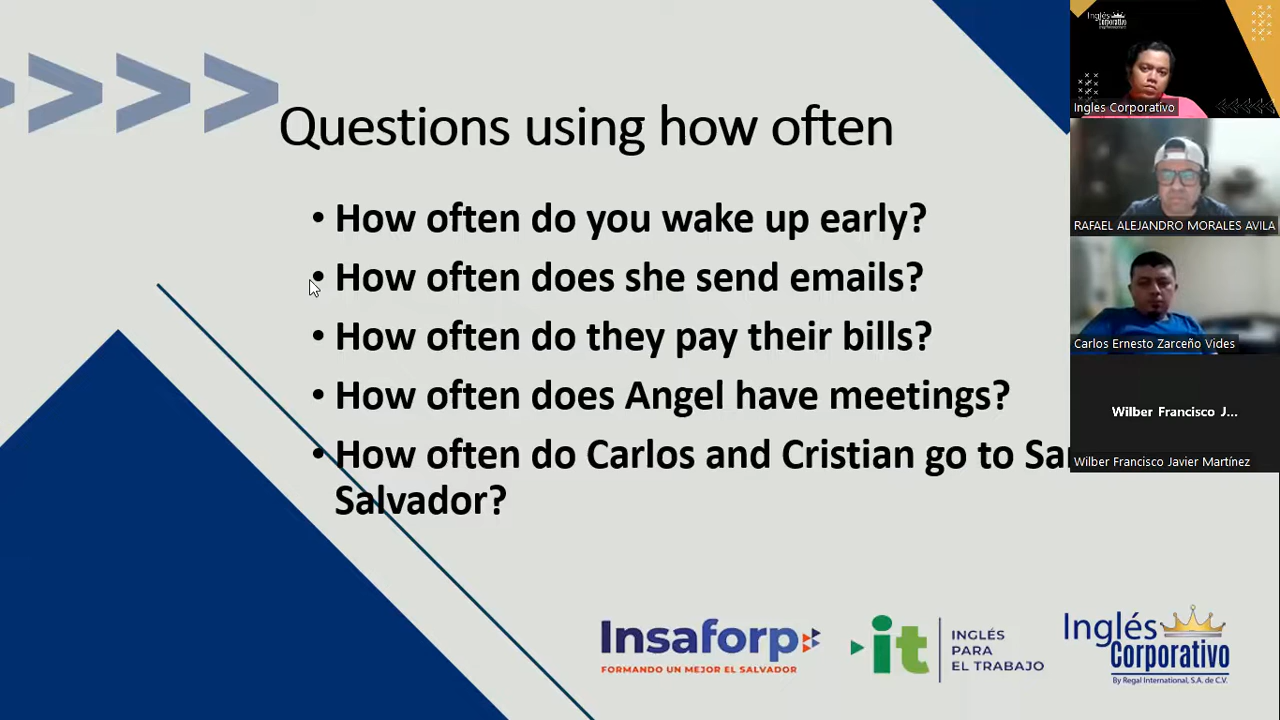 Questions using how often
• How often do you wake up early?
• How often does she send emails?
• How often do they pay their bills?
• How often does Angel have meetings?
• How often do Carlos and Cristian go to Sa
Salvador?
Insaforp
FORMANDO UN MEJOR EL SALVADOR
it
INGLÉS
PARA
EL TRABAJO
Inglés
Corporativo
By Regal International, S.A. de C.V.
Inglés
Corporativo
Ingles Corporativo
RAFAEL ALEJANDRO MORALES AVILA
Carlos Ernesto Zarceño Vides
Wilber Francisco J...
Wilber Francisco Javier Martínez